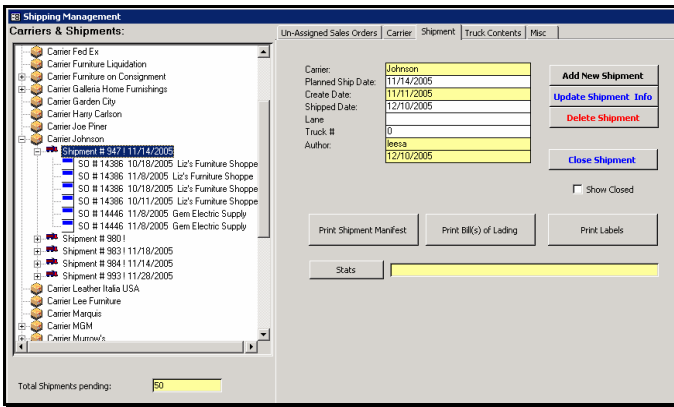 Shipping Management
Carriers & Shipments:
Carrier Fed Ex
Carrier Furniture Liquidation
Carrier Furniture on Consignment
Carrier Galleria Home Furnishings
Carrier Garden City
Carrier Harry Carlson
Carrier Joe Piner
Carrier Johnson
Shipment # 947 ! 11/14/2005
SO # 14386 10/18/2005 Liz's Furniture Shoppe
SO # 14386 11/8/2005 Liz's Furniture Shoppe
SO # 14386 10/18/2005 Liz's Furniture Shoppe
SO # 14386 10/11/2005 Liz's Furniture Shoppe
SO # 14446 11/8/2005 Gem Electric Supply
SO # 14446 11/8/2005 Gem Electric Supply
Shipment # 980 !
Shipment # 983 ! 11/18/2005
Shipment # 984 ! 11/14/2005
Shipment # 993 ! 11/28/2005
Carrier Leather Italia USA
Carrier Lee Furniture
Carrier Marquis
Carrier MGM
Carrier Murrow's
Total Shipments pending: 50
Un-Assigned Sales Orders Carrier Shipment Truck Contents Misc
Carrier: Johnson
Planned Ship Date: 11/14/2005
Create Date: 11/11/2005
Shipped Date: 12/10/2005
Lane
Truck # 0
Author: leesa
12/10/2005
Add New Shipment
Update Shipment Info
Delete Shipment
Close Shipment
Show Closed
Print Shipment Manifest Print Bill(s) of Lading Print Labels
Stats